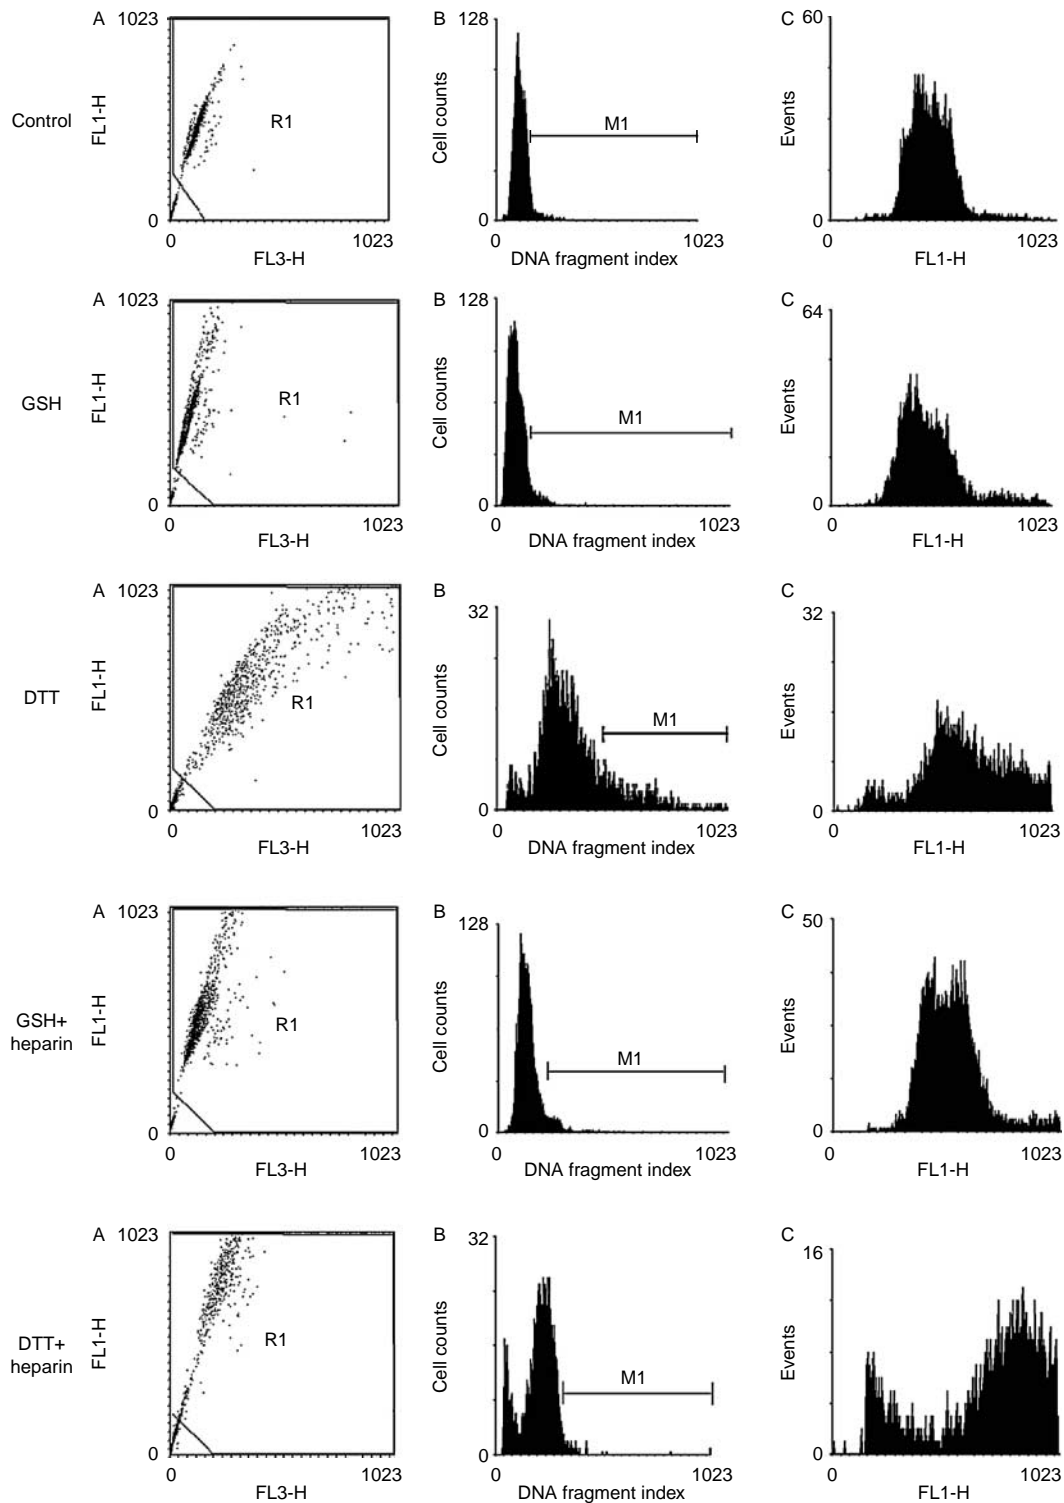 A 1023
B 128
C 60
Control
FL1-H
R1
Cell counts
M1
Events
0
0
0
0 1023
0 1023
0 1023
FL3-H
DNA fragment index
FL1-H
A 1023
B 128
C 64
GSH
FL1-H
R1
Cell counts
M1
Events
0
0
0
0 1023
0 1023
0 1023
FL3-H
DNA fragment index
FL1-H
A 1023
B 32
C 32
DTT
FL1-H
R1
Cell counts
M1
Events
0
0
0
0 1023
0 1023
0 1023
FL3-H
DNA fragment index
FL1-H
A 1023
B 128
C 50
GSH+
heparin
FL1-H
R1
Cell counts
M1
Events
0
0
0
0 1023
0 1023
0 1023
FL3-H
DNA fragment index
FL1-H
A 1023
B 32
C 16
DTT+
heparin
FL1-H
R1
Cell counts
M1
Events
0
0
0
0 1023
0 1023
0 1023
FL3-H
DNA fragment index
FL1-H